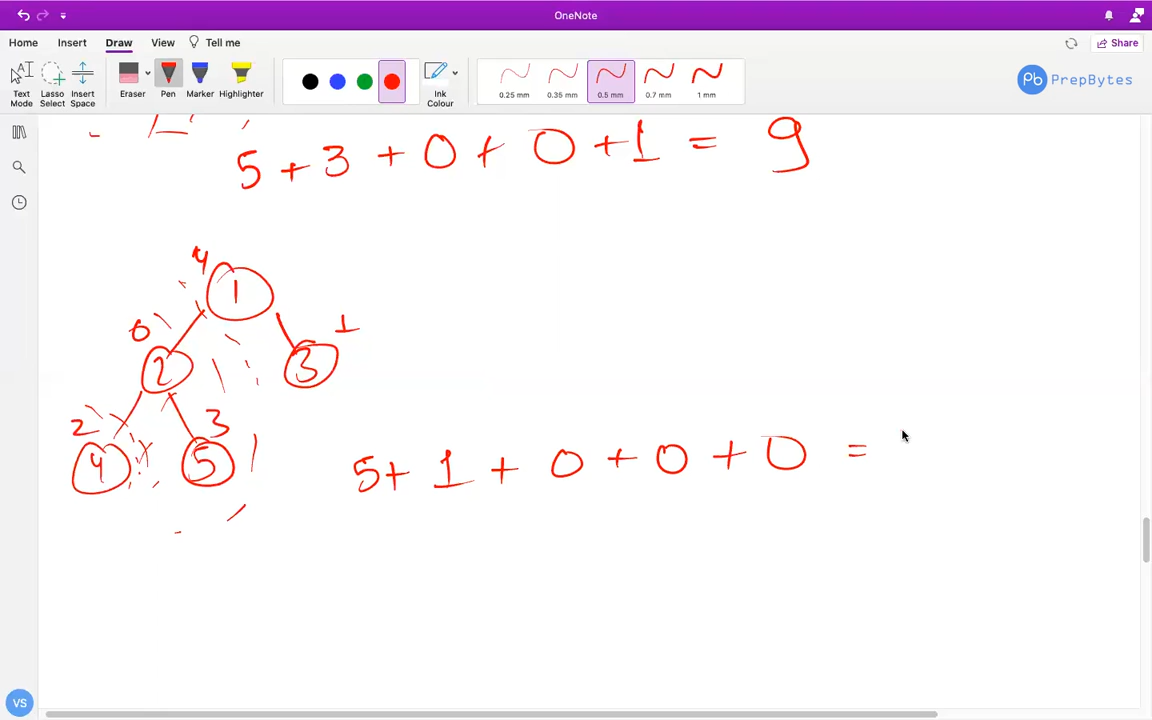 OneNote
Home Insert Draw View Tell me
Share
Text Mode
Lasso Select
Insert Space
Eraser
Pen
Marker
Highlighter
Ink Colour
0.25 mm
0.35 mm
0.5 mm
0.7 mm
1 mm
Pb PrepBytes
5 + 3 + 0 + 0 + 1 = 9
4
1
0
1
2
3
2
3
4
5
5 + 1 + 0 + 0 + 0 =
VS